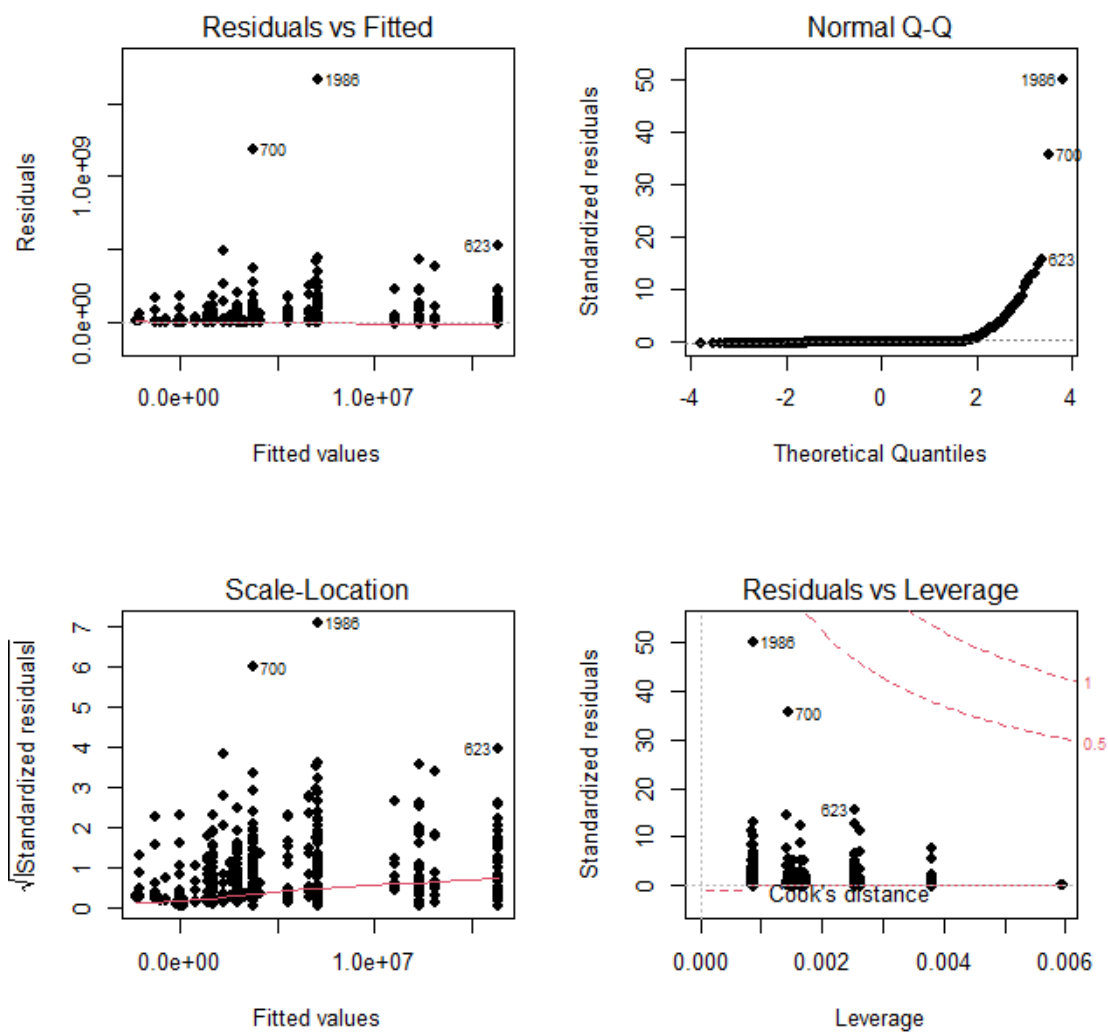 Residuals vs Fitted
Residuals
0.0e+00
1.0e+09
1986
700
623
0.0e+00
1.0e+07
Fitted values
Normal Q-Q
Standardized residuals
0
10
20
30
40
50
1986
700
623
-4
-2
0
2
4
Theoretical Quantiles
Scale-Location
√|Standardized residuals|
0
1
2
3
4
5
6
7
1986
700
623
0.0e+00
1.0e+07
Fitted values
Residuals vs Leverage
Standardized residuals
0
10
20
30
40
50
1986
700
623
1
0.5
Cook's distance
0.000
0.002
0.004
0.006
Leverage